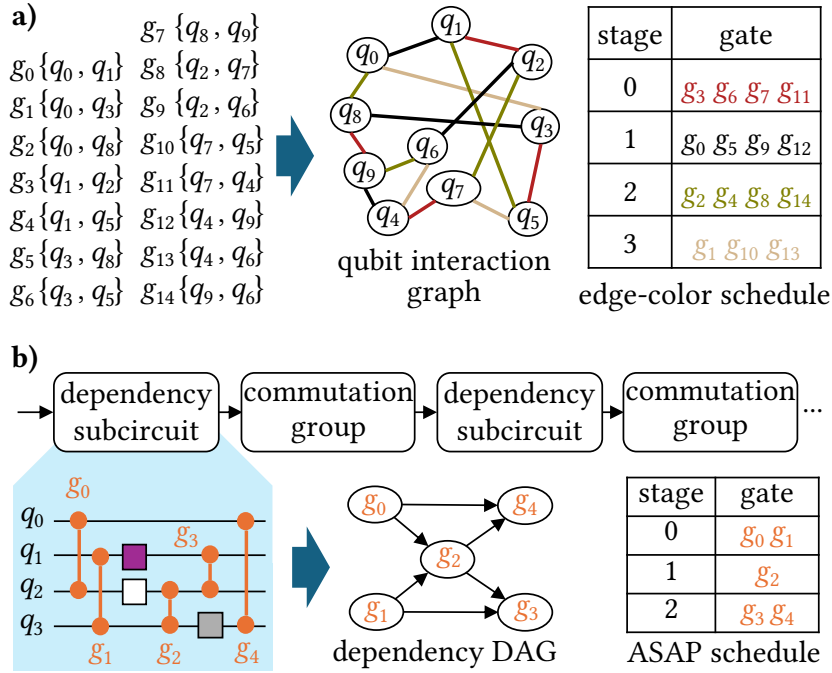 a)
g₇ {q₈ , q₉}
g₀ {q₀ , q₁} g₈ {q₂ , q₇}
g₁ {q₀ , q₃} g₉ {q₂ , q₆}
g₂ {q₀ , q₈} g₁₀ {q₇ , q₅}
g₃ {q₁ , q₂} g₁₁ {q₇ , q₄}
g₄ {q₁ , q₅} g₁₂ {q₄ , q₉}
g₅ {q₃ , q₈} g₁₃ {q₄ , q₆}
g₆ {q₃ , q₅} g₁₄ {q₉ , q₆}
q₁
q₀
q₂
q₈
q₃
q₆
q₉
q₇
q₄
q₅
qubit interaction
graph
stage gate
0 g₃ g₆ g₇ g₁₁
1 g₀ g₅ g₉ g₁₂
2 g₂ g₄ g₈ g₁₄
3 g₁ g₁₀ g₁₃
edge-color schedule
b)
dependency
subcircuit
commutation
group
dependency
subcircuit
commutation
group
...
g₀
q₀
q₁
g₃
q₂
q₃
g₁ g₂ g₄
g₀ g₄
g₂
g₁ g₃
dependency DAG
stage gate
0 g₀ g₁
1 g₂
2 g₃ g₄
ASAP schedule